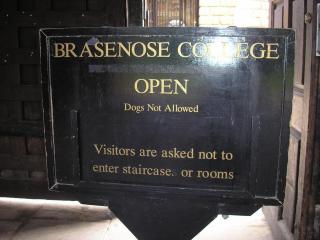 BRASENOSE COLLEGE
OPEN
Dogs Not Allowed
Visitors are asked not to
enter staircase. or rooms